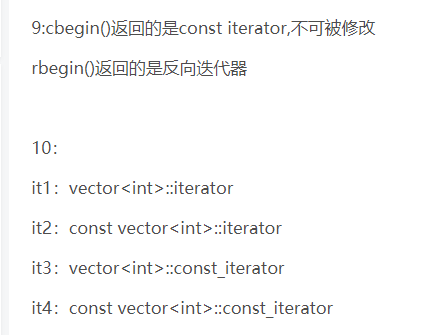 9:cbegin()返回的是const iterator,不可被修改
rbegin()返回的是反向迭代器
10：
it1：vector<int>::iterator
it2：const vector<int>::iterator
it3：vector<int>::const_iterator
it4：const vector<int>::const_iterator